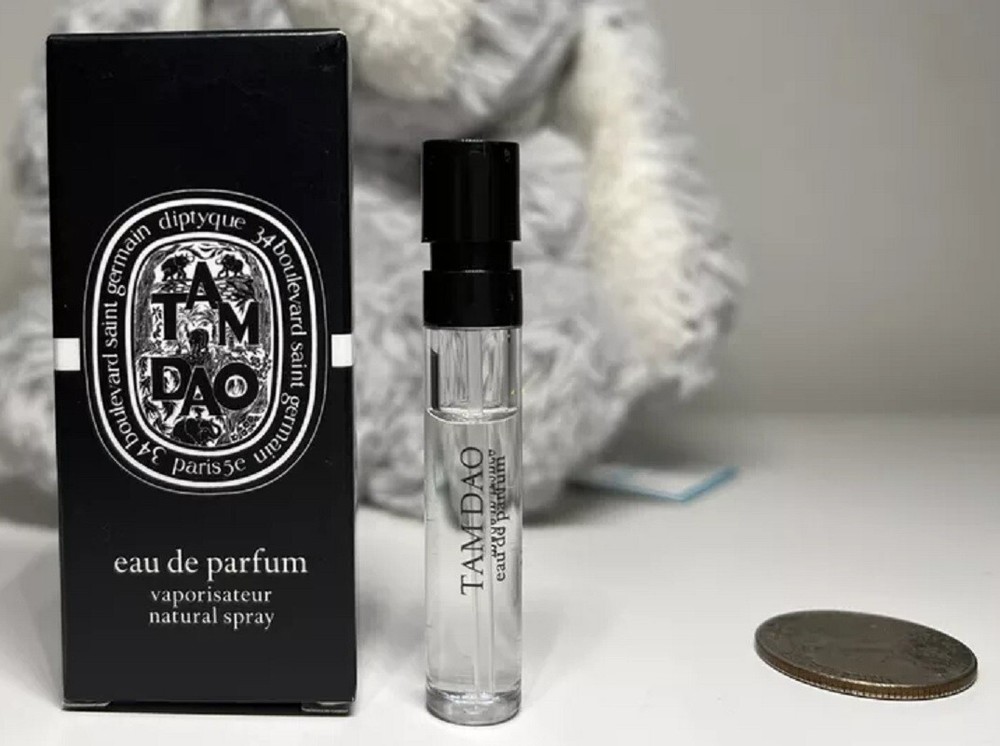 diptyque 34 boulevard saint germain paris 5e 34 boulevard saint germain
TAM
DAO
eau de parfum
vaporisateur
natural spray
TAM DAO
eau de parfum